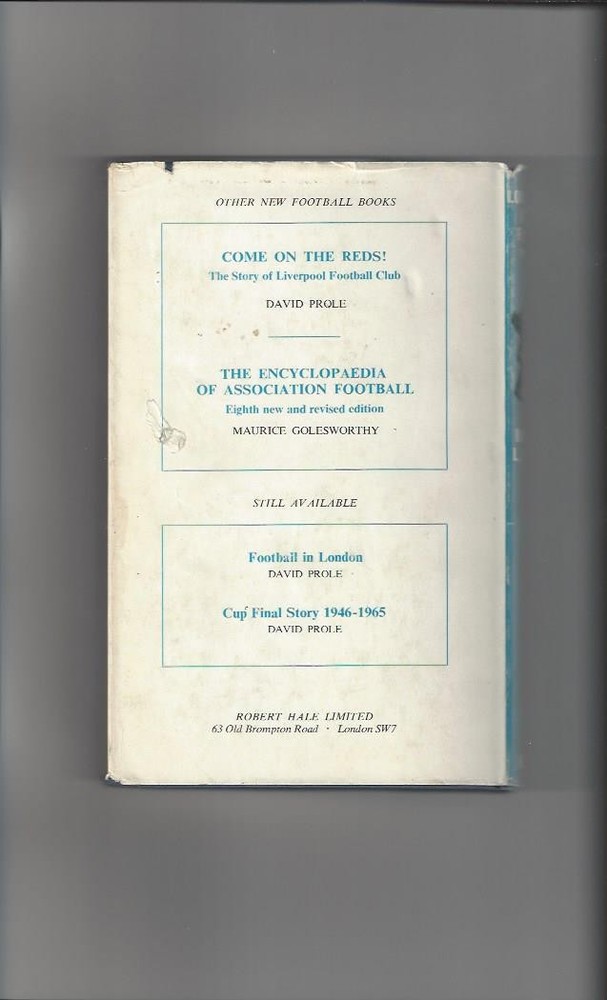 OTHER NEW FOOTBALL BOOKS
COME ON THE REDS!
The Story of Liverpool Football Club
DAVID PROLE
THE ENCYCLOPAEDIA
OF ASSOCIATION FOOTBALL
Eighth new and revised edition
MAURICE GOLESWORTHY
STILL AVAILABLE
Football in London
DAVID PROLE
Cup Final Story 1946-1965
DAVID PROLE
ROBERT HALE LIMITED
63 Old Brompton Road · London SW7